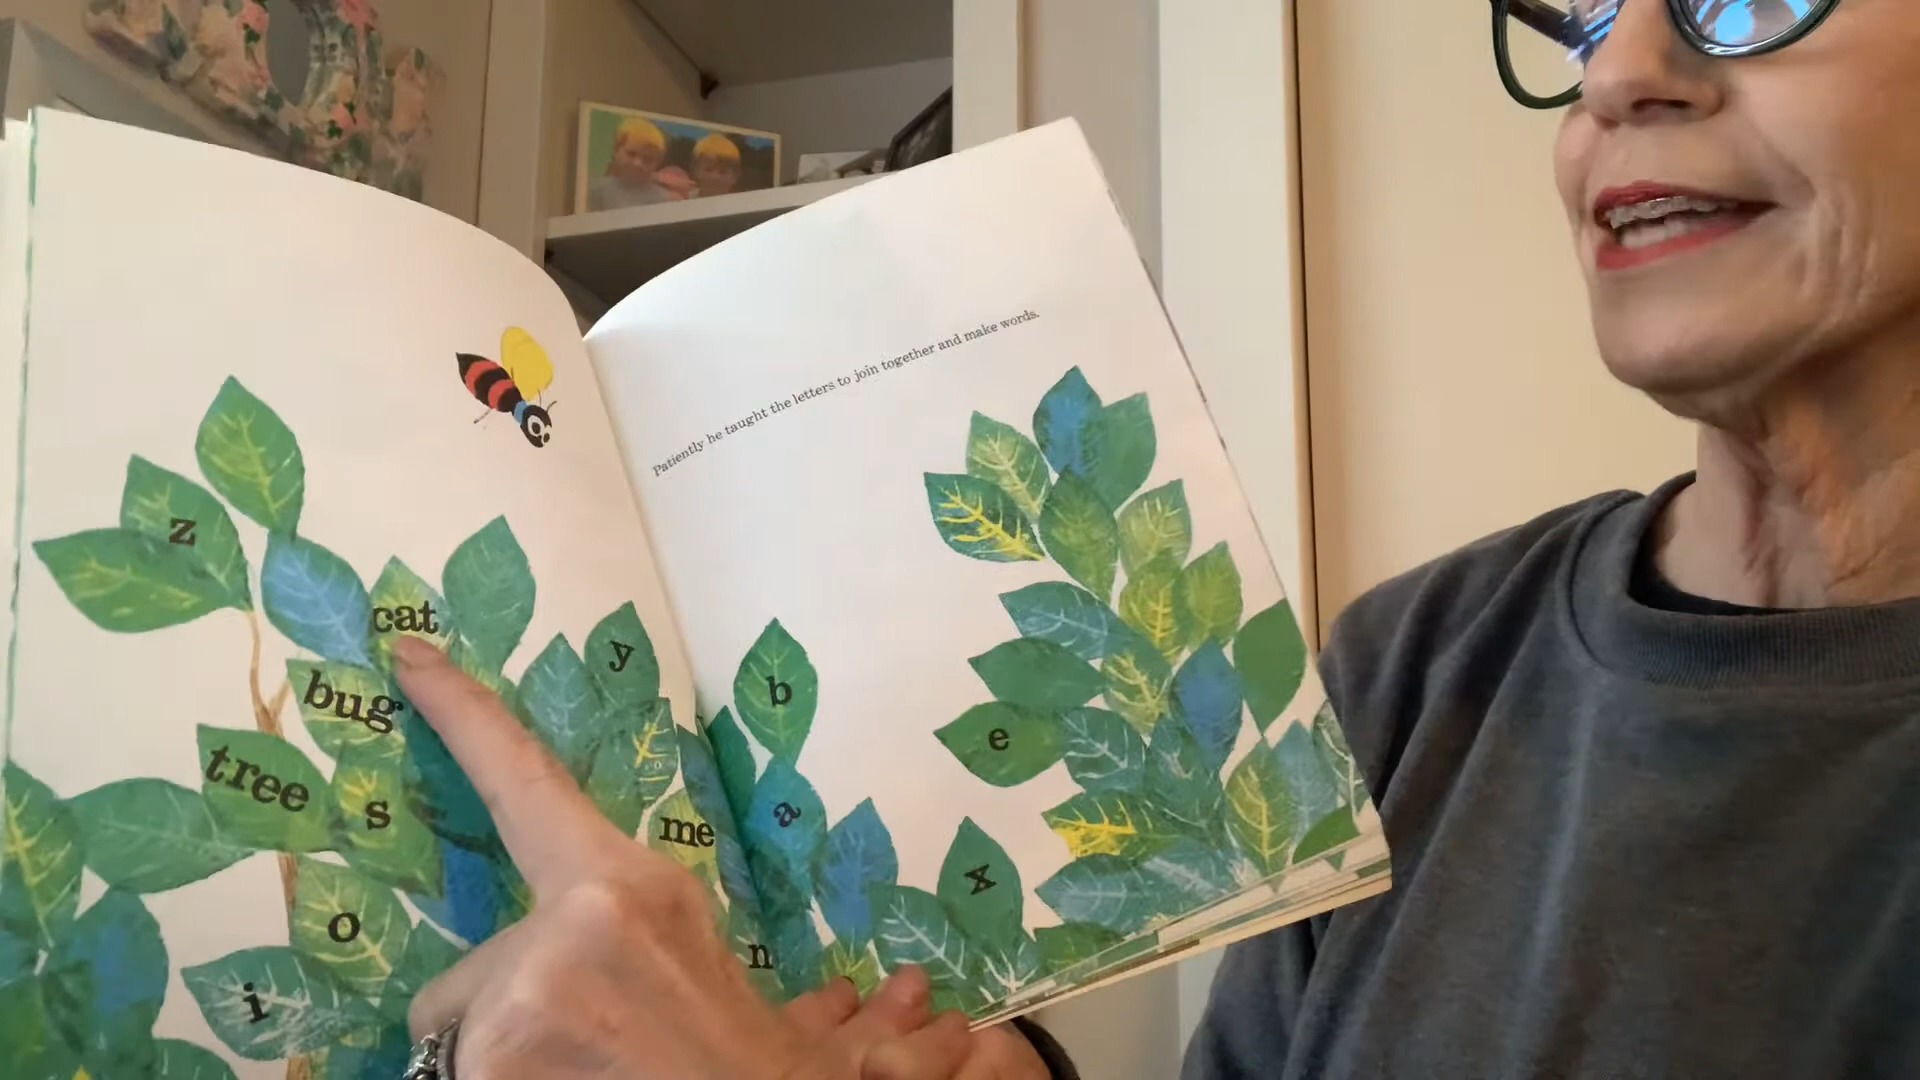 z
cat
bug
y
tree
s
me
o
i
Patiently he taught the letters to join together and make words.
b
e
a
x
n